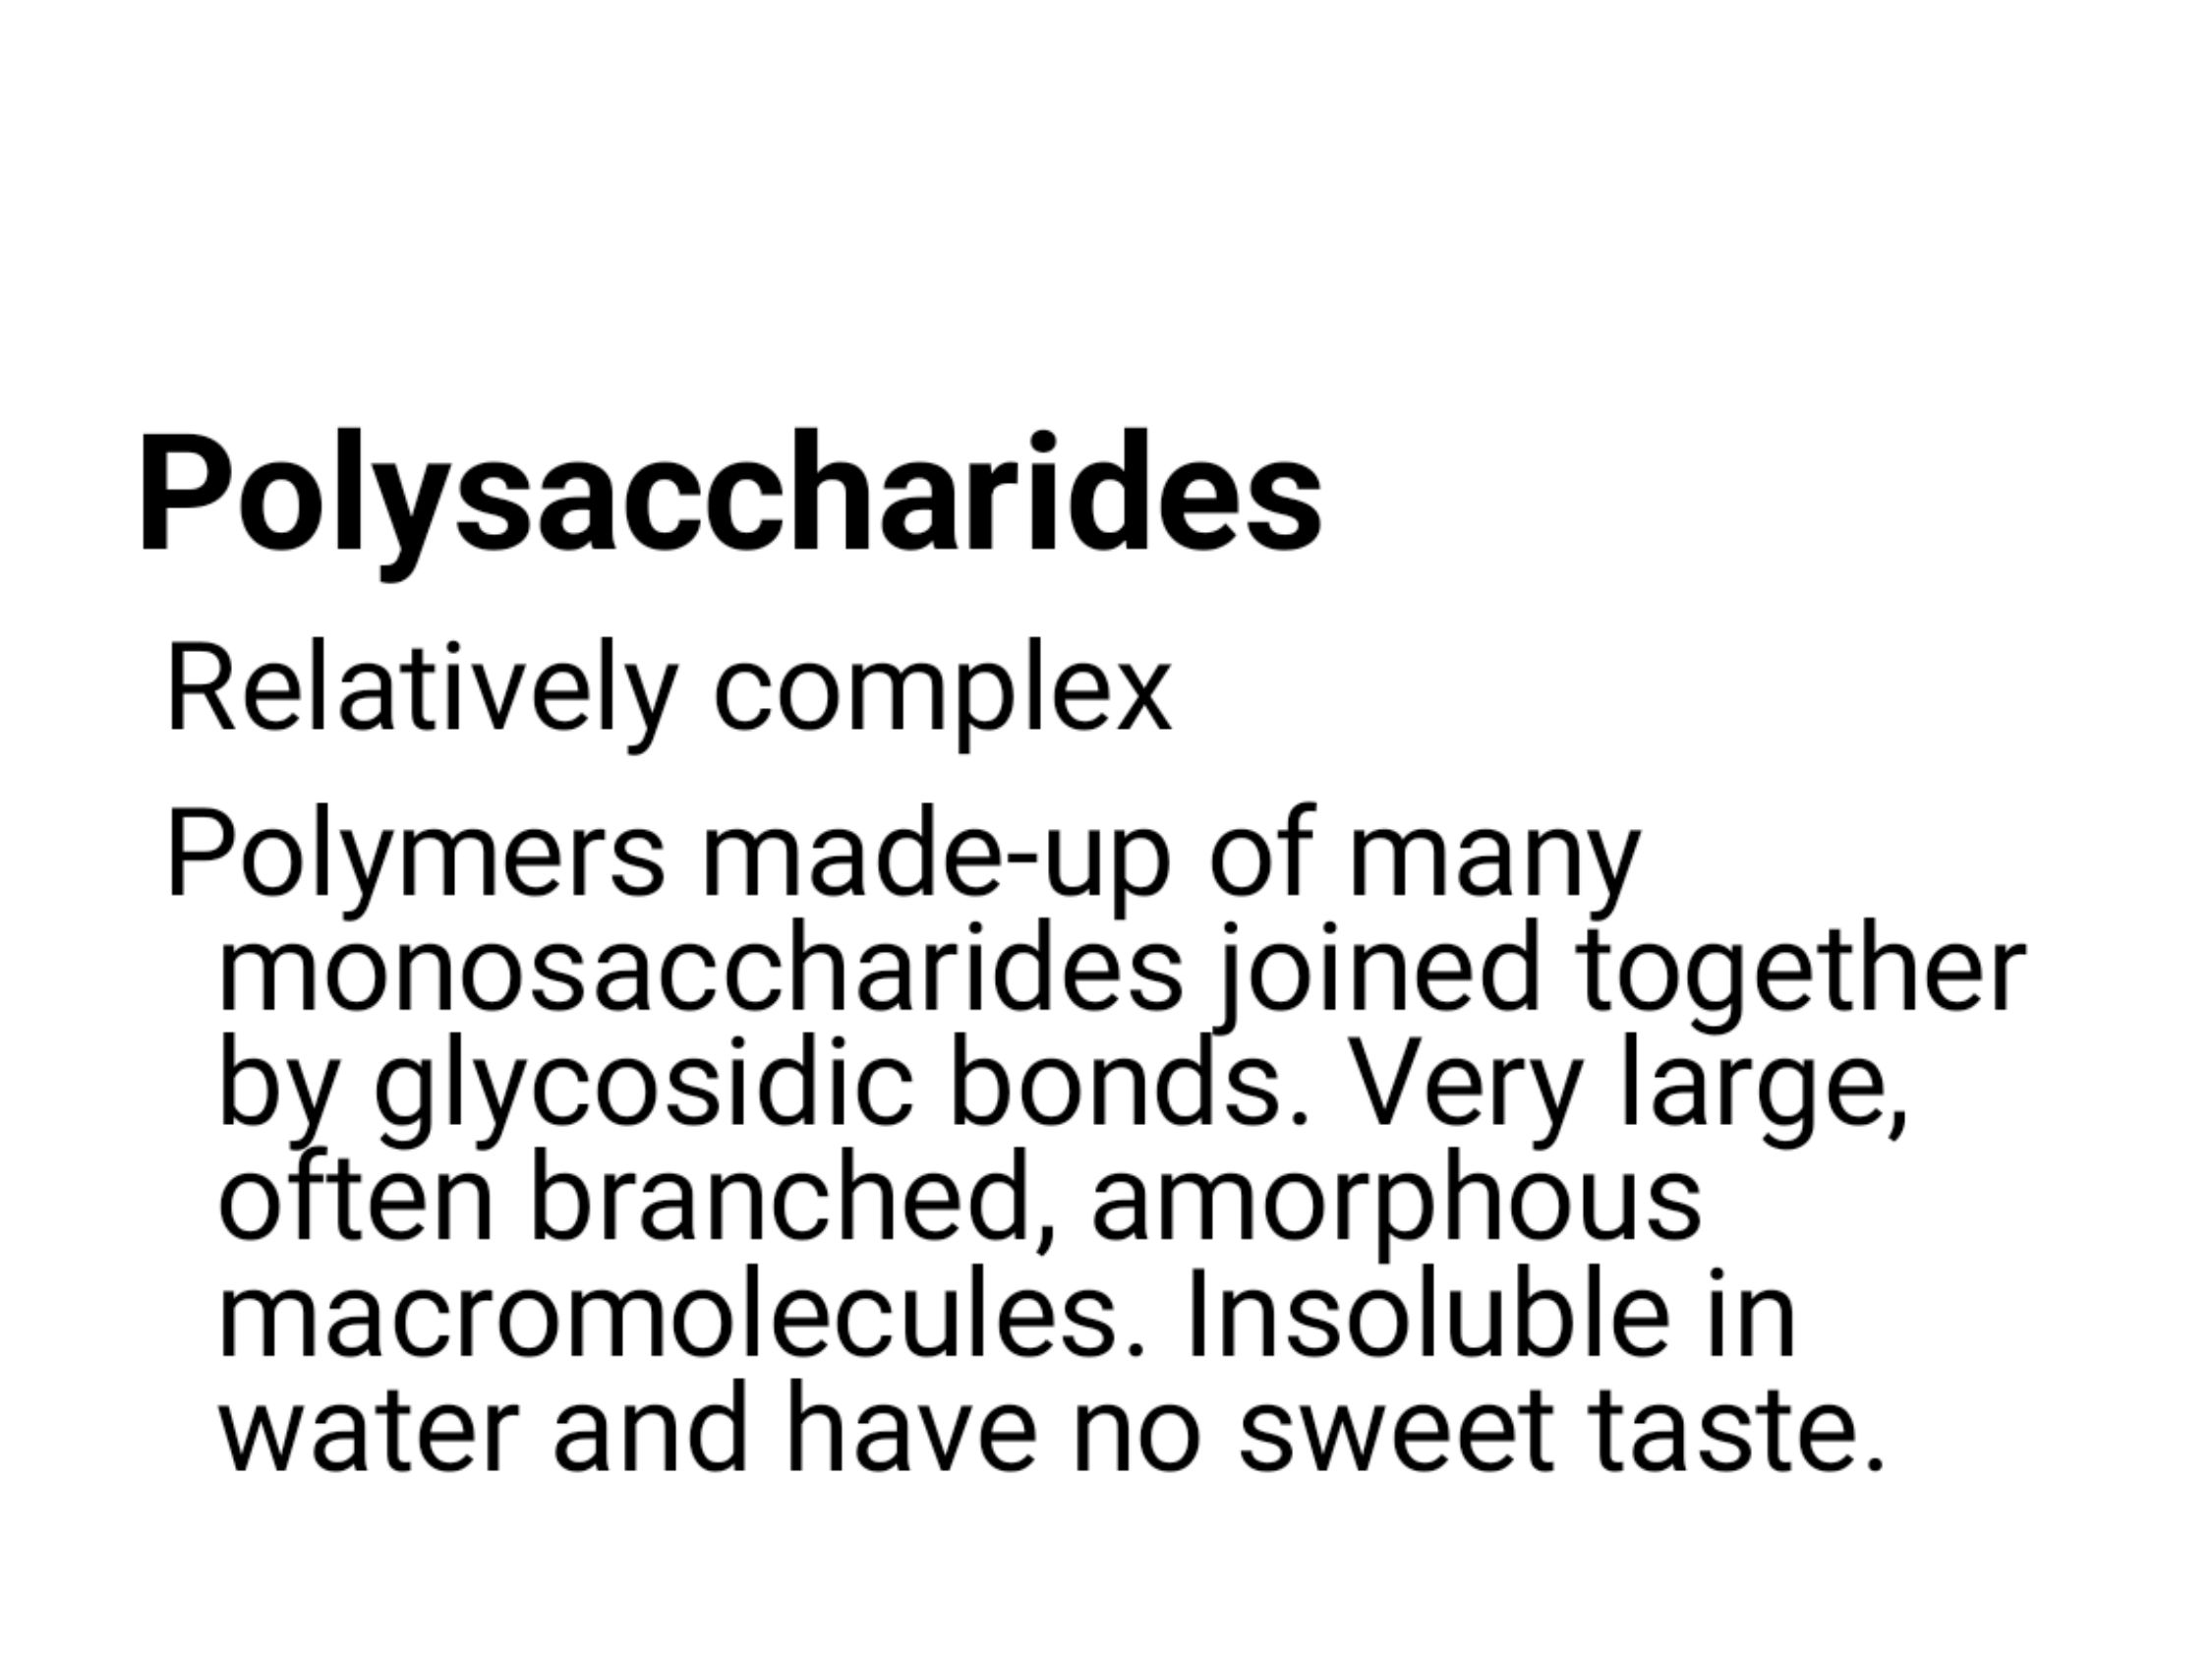 Polysaccharides
Relatively complex
Polymers made-up of many
monosaccharides joined together
by glycosidic bonds. Very large,
often branched, amorphous
macromolecules. Insoluble in
water and have no sweet taste.